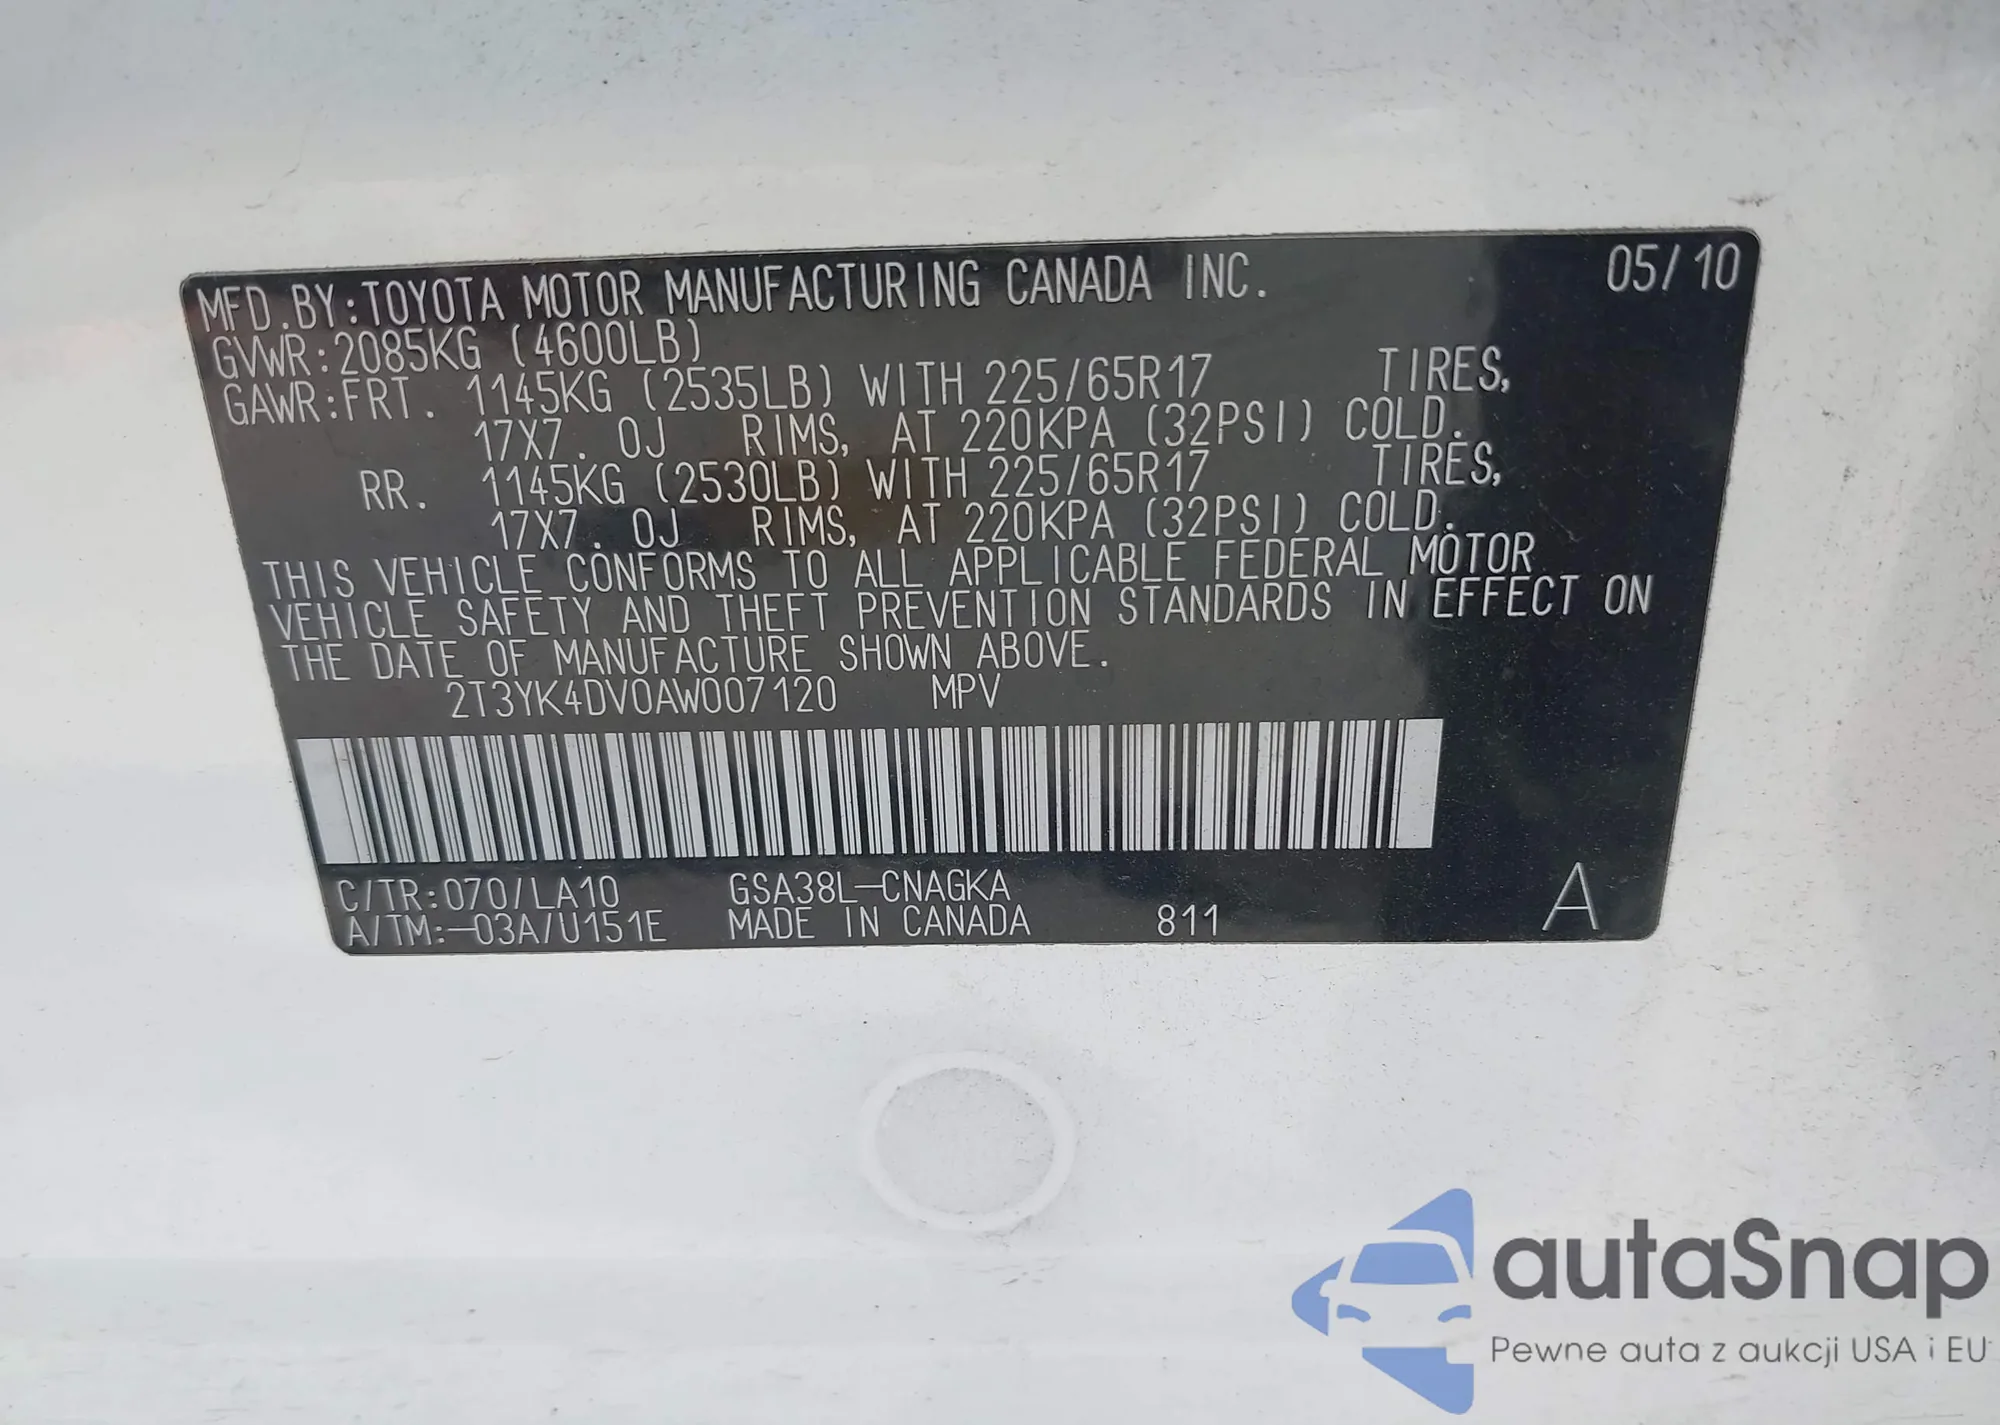 MFD.BY:TOYOTA MOTOR MANUFACTURING CANADA INC. 05/10
GVWR:2085KG (4600LB)
GAWR:FRT. 1145KG (2535LB) WITH 225/65R17 TIRES,
17X7.0J RIMS, AT 220KPA (32PSI) COLD.
RR. 1145KG (2530LB) WITH 225/65R17 TIRES,
17X7.0J RIMS, AT 220KPA (32PSI) COLD.
THIS VEHICLE CONFORMS TO ALL APPLICABLE FEDERAL MOTOR
VEHICLE SAFETY AND THEFT PREVENTION STANDARDS IN EFFECT ON
THE DATE OF MANUFACTURE SHOWN ABOVE.
2T3YK4DV0AW007120 MPV
C/TR:070/LA10 GSA38L-CNAGKA A
A/TM:-03A/U151E MADE IN CANADA 811
autaSnap
Pewne auta z aukcji USA i EU